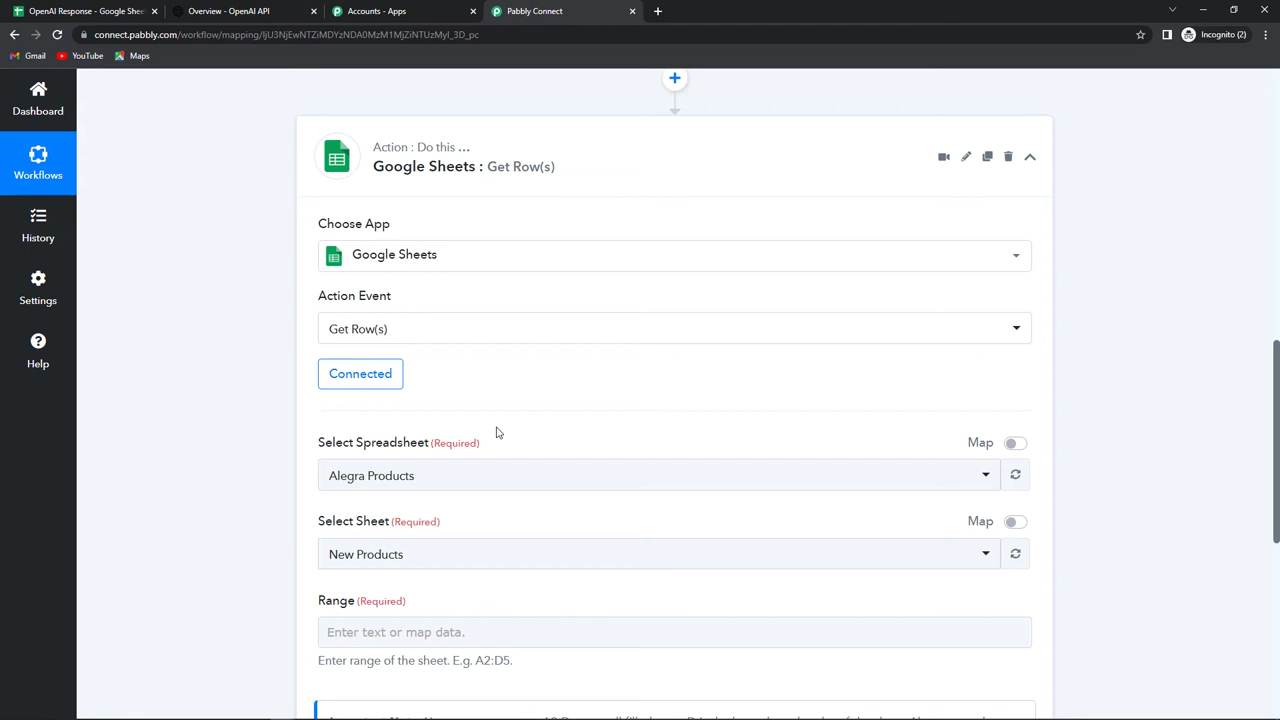 OpenAI Response - Google Shee
Overview - OpenAI API
Accounts - Apps
Pabbly Connect
connect.pabbly.com/workflow/mapping/IjU3NjEwNTZiMDYzNDA0MzM1MjZiNTUzMyI_3D_pc
Incognito (2)
Gmail
YouTube
Maps
Dashboard
Workflows
History
Settings
Help
Action : Do this ...
Google Sheets : Get Row(s)
Choose App
Google Sheets
Action Event
Get Row(s)
Connected
Select Spreadsheet (Required)
Map
Alegra Products
Select Sheet (Required)
Map
New Products
Range (Required)
Enter text or map data.
Enter range of the sheet. E.g. A2:D5.